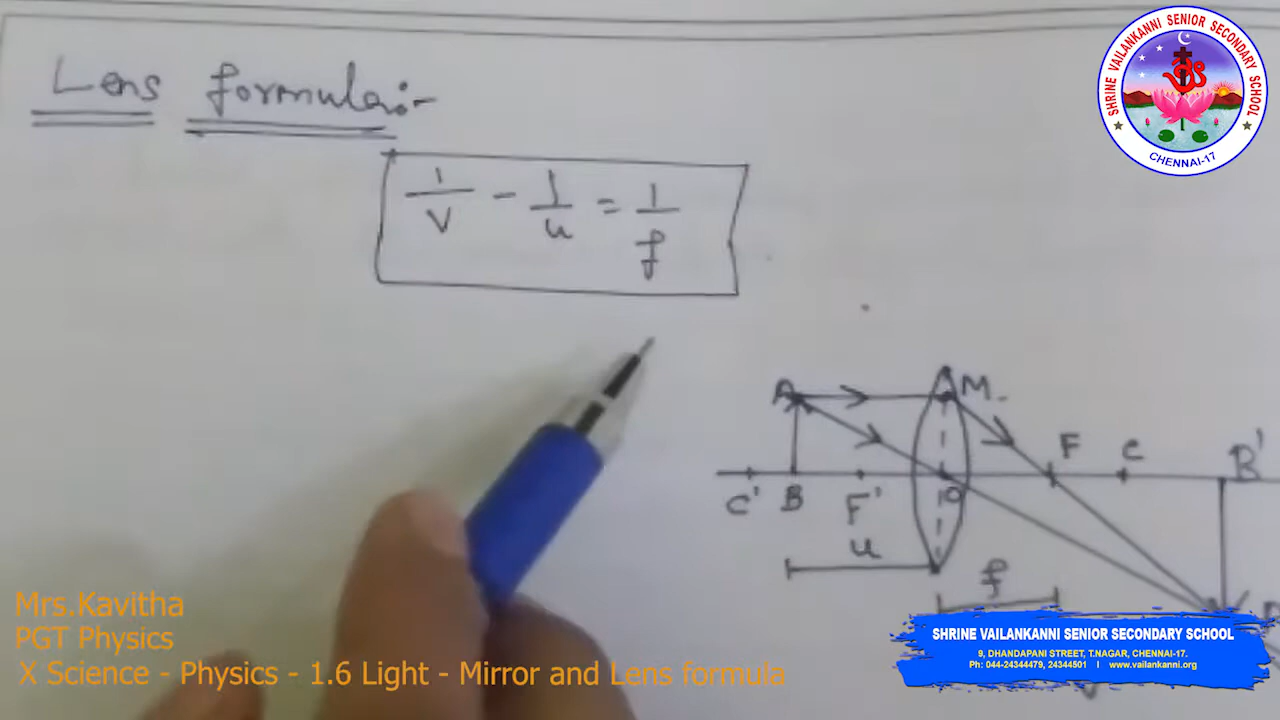 Lens formula:-
1/v - 1/u = 1/f
A M
F C B'
C' B F' O
u
f
SHRINE VAILANKANNI SENIOR SECONDARY SCHOOL
CHENNAI-17
Mrs.Kavitha
PGT Physics
X Science - Physics - 1.6 Light - Mirror and Lens formula
SHRINE VAILANKANNI SENIOR SECONDARY SCHOOL
9, DHANDAPANI STREET, T.NAGAR, CHENNAI-17.
Ph: 044-24344479, 24344501 | www.vailankanni.org